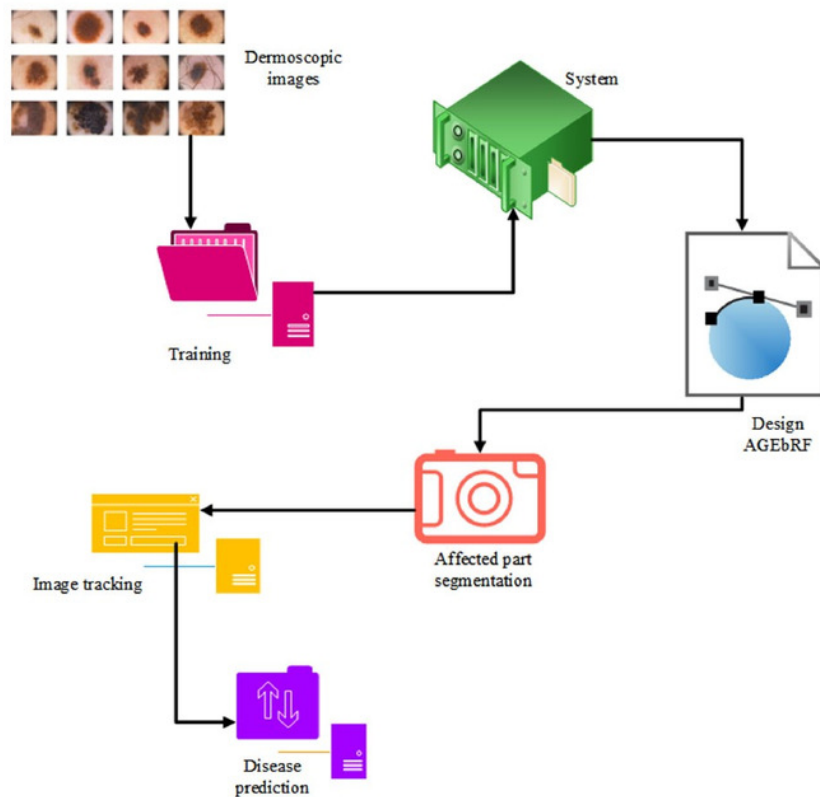 Dermoscopic
images
System
Training
Design
AGEbRF
Affected part
segmentation
Image tracking
Disease
prediction